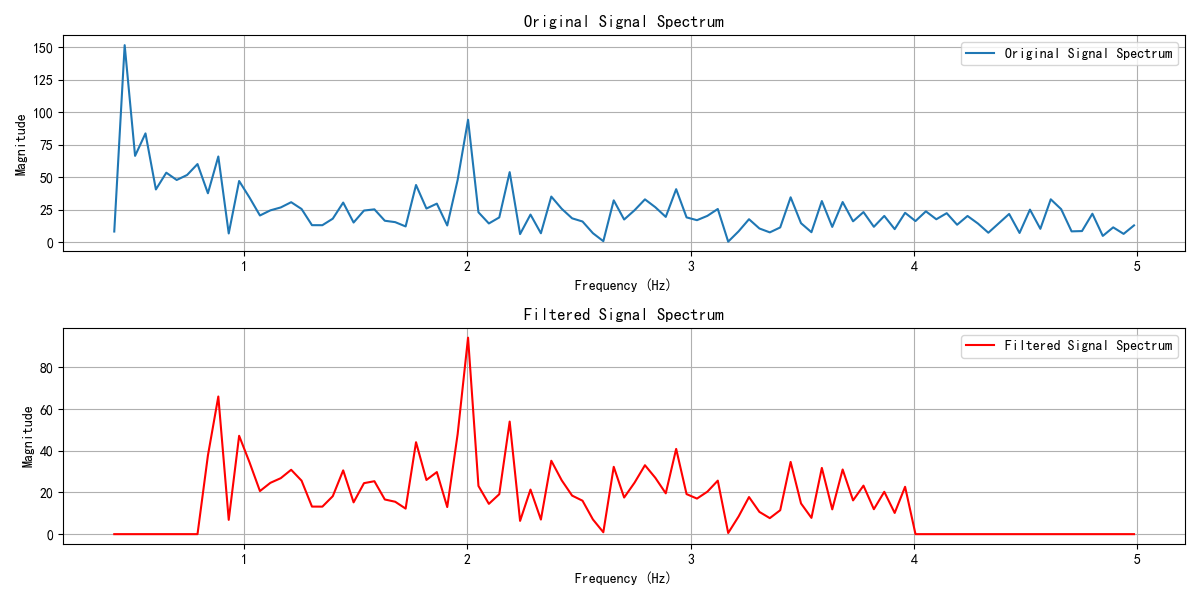 Original Signal Spectrum
150
125
100
75
50
25
0
Magnitude
Original Signal Spectrum
1 2 3 4 5
Frequency (Hz)
Filtered Signal Spectrum
80
60
40
20
0
Magnitude
Filtered Signal Spectrum
1 2 3 4 5
Frequency (Hz)